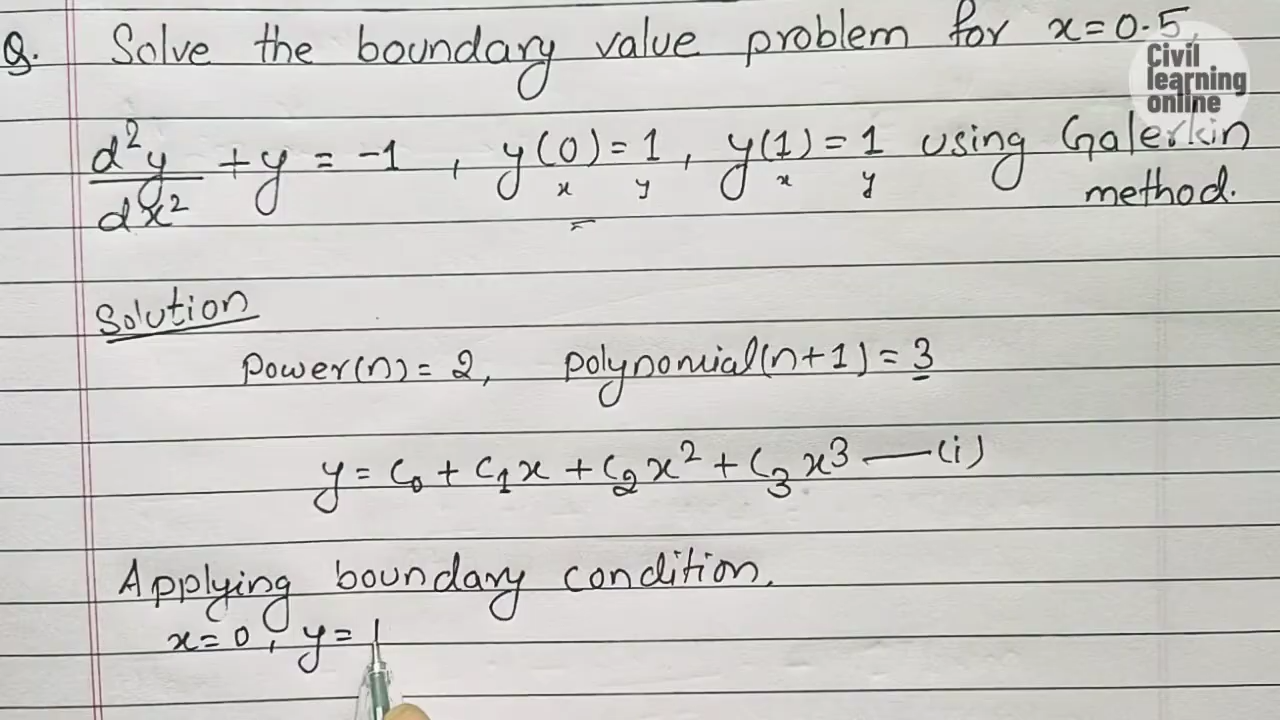 Q. Solve the boundary value problem for x=0.5,
Civil
learning
online
d²y/dx² + y = -1 , y(0) = 1 , y(1) = 1 using Galerkin
x y x y
method.
Solution
Power(n) = 2, polynomial(n+1) = 3
y = C₀ + C₁x + C₂x² + C₃x³ — (i)
Applying boundary condition.
x=0, y=1